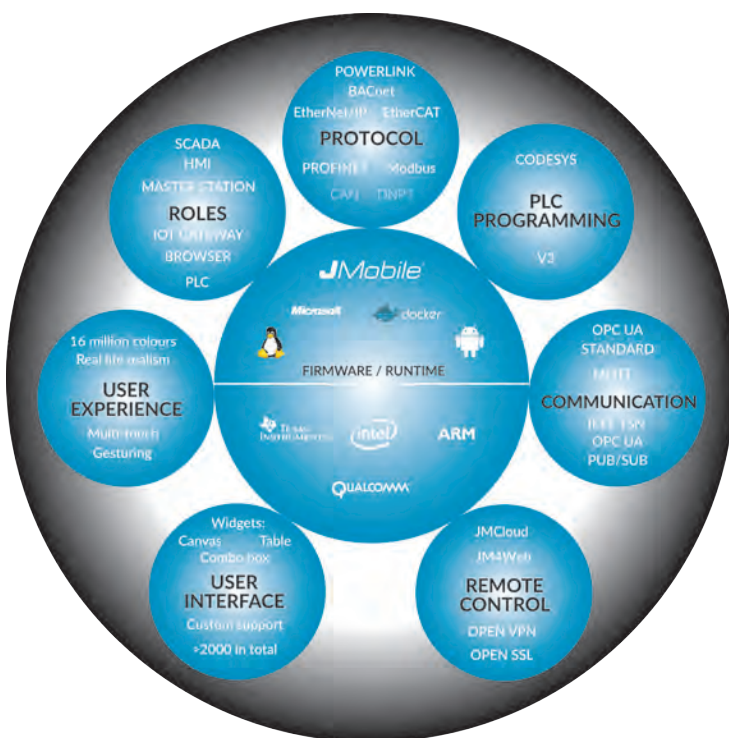 POWERLINK
BACnet
EtherNet/IP EtherCAT
PROTOCOL
PROFINET Modbus
CAN
SCADA
HMI
MASTER STATION
ROLES
IOT GATEWAY
BROWSER
PLC
CODESYS
PLC
PROGRAMMING
V3
JMobile
Microsoft docker
FIRMWARE / RUNTIME
TEXAS
INSTRUMENTS
intel
ARM
QUALCOMM
16 million colours
Real life realism
USER
EXPERIENCE
Multi-touch
Gesturing
OPC UA
STANDARD
MQTT
COMMUNICATION
IEEE TSN
OPC UA
PUB/SUB
Widgets:
Canvas Table
Combo box
USER
INTERFACE
Custom support
>2000 in total
JMCloud
JM4Web
REMOTE
CONTROL
OPEN VPN
OPEN SSL